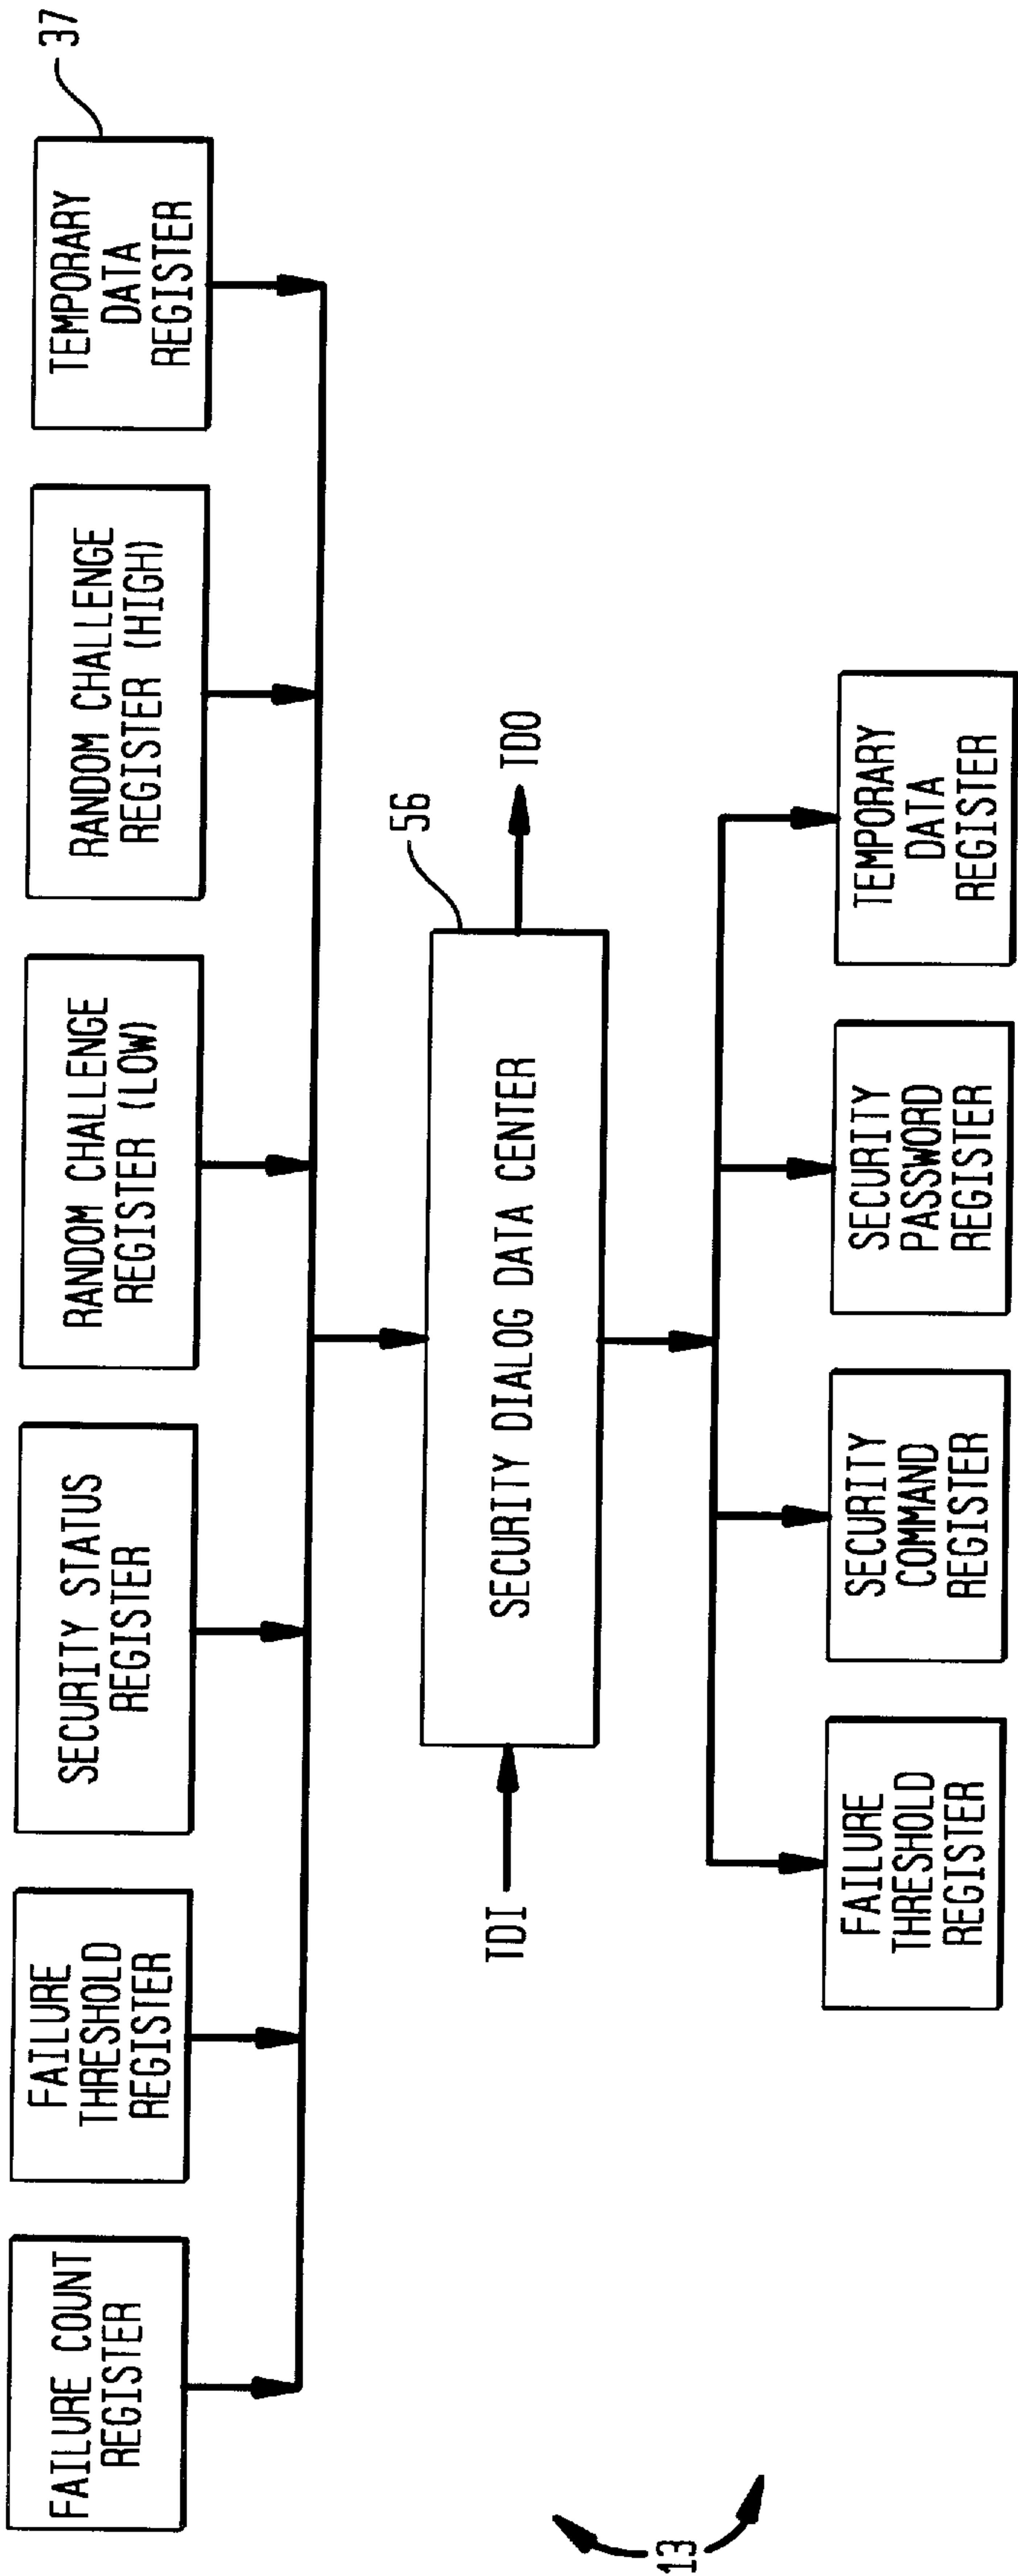 FAILURE COUNT
REGISTER
FAILURE
THRESHOLD
REGISTER
SECURITY STATUS
REGISTER
RANDOM CHALLENGE
REGISTER (LOW)
RANDOM CHALLENGE
REGISTER (HIGH)
TEMPORARY
DATA
REGISTER
37
TDI
SECURITY DIALOG DATA CENTER
56
TDO
13
FAILURE
THRESHOLD
REGISTER
SECURITY
COMMAND
REGISTER
SECURITY
PASSWORD
REGISTER
TEMPORARY
DATA
REGISTER